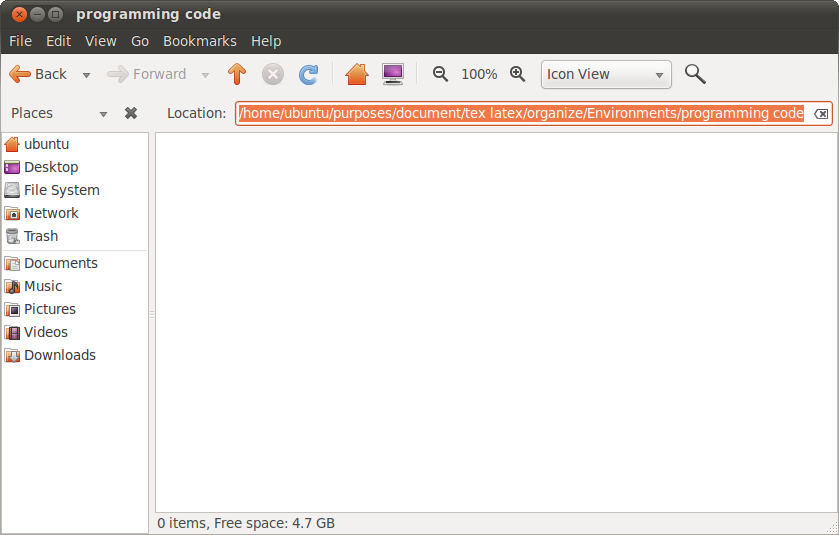 programming code
File Edit View Go Bookmarks Help
Back Forward 100% Icon View
Places Location: /home/ubuntu/purposes/document/tex latex/organize/Environments/programming code
ubuntu
Desktop
File System
Network
Trash
Documents
Music
Pictures
Videos
Downloads
0 items, Free space: 4.7 GB